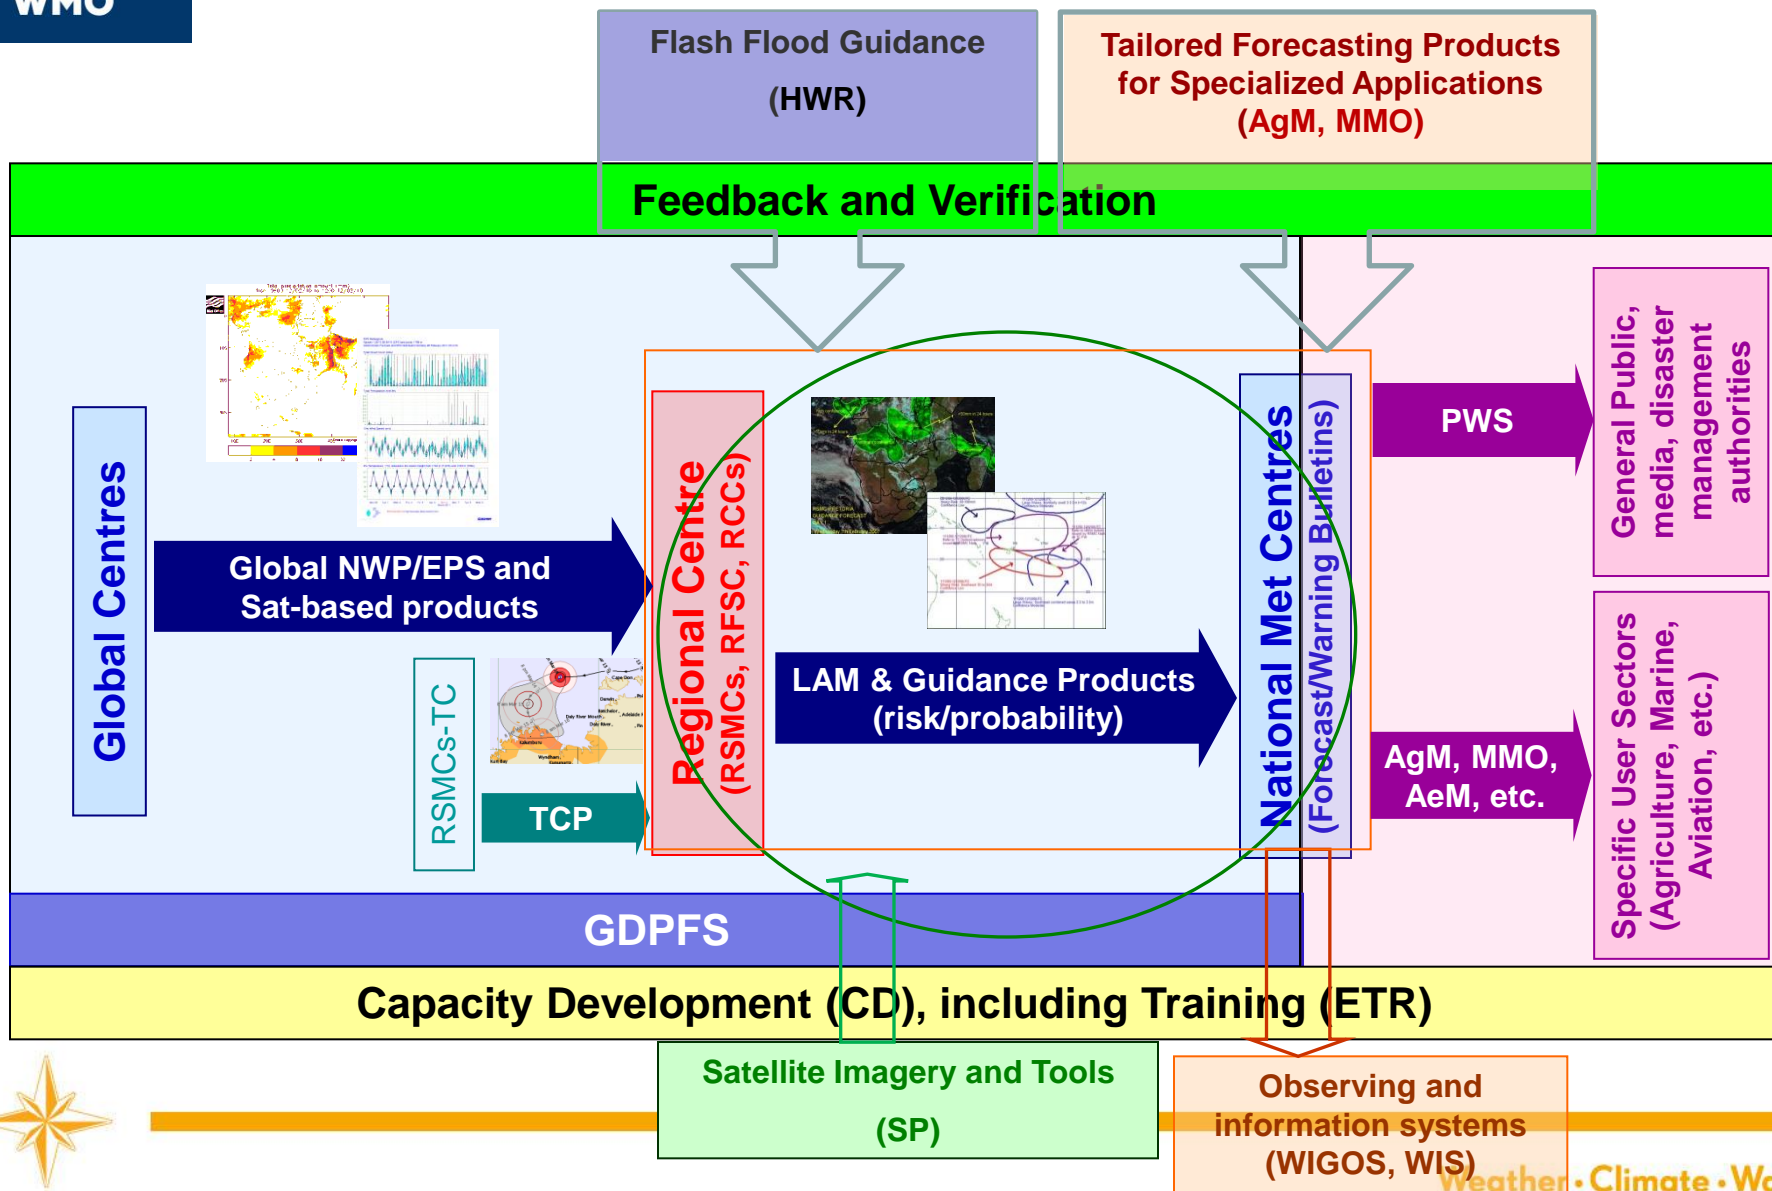 WMO
Flash Flood Guidance
(HWR)
Tailored Forecasting Products
for Specialized Applications
(AgM, MMO)
Feedback and Verification
Global Centres
Global NWP/EPS and
Sat-based products
RSMCs-TC
TCP
Regional Centre
(RSMCs, RFSC, RCCs)
LAM & Guidance Products
(risk/probability)
National Met Centres
(Forecast/Warning Bulletins)
PWS
General Public,
media, disaster
management
authorities
AgM, MMO,
AeM, etc.
Specific User Sectors
(Agriculture, Marine,
Aviation, etc.)
GDPFS
Capacity Development (CD), including Training (ETR)
Satellite Imagery and Tools
(SP)
Observing and
information systems
(WIGOS, WIS)
Weather · Climate · Wa